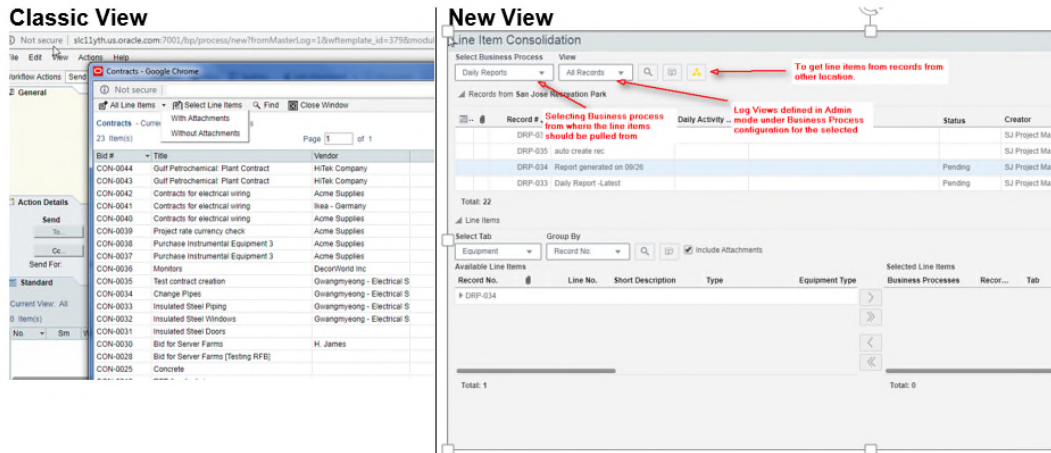 Classic View
Not secure | slc11yth.us.oracle.com:7001/bp/process/new?fromMasterLog=1&wftemplate_id=379&modul
File Edit View Actions Help
Workflow Actions Send
General
Contracts - Google Chrome
Not secure |
All Line Items Select Line Items Find Close Window
With Attachments
Without Attachments
Contracts - Curre
23 Item(s) Page 1 of 1
Bid # Title Vendor
CON-0044 Gulf Petrochemical: Plant Contract HiTek Company
CON-0043 Gulf Petrochemical: Plant Contract HiTek Company
CON-0042 Contracts for electrical wiring Acme Supplies
CON-0041 Contracts for electrical wiring Ikea - Germany
CON-0040 Contracts for electrical wiring Acme Supplies
CON-0039 Project rate currency check Acme Supplies
CON-0038 Purchase Instrumental Equipment 3 Acme Supplies
CON-0037 Purchase Instrumental Equipment 3 Acme Supplies
CON-0036 Monitors DecorWorld Inc
CON-0035 Test contract creation Gwangmyeong - Electrical S
CON-0034 Change Pipes Gwangmyeong - Electrical S
CON-0033 Insulated Steel Piping Gwangmyeong - Electrical S
CON-0032 Insulated Steel Windows Gwangmyeong - Electrical S
CON-0031 Insulated Steel Doors
CON-0030 Bid for Server Farms H. James
CON-0028 Bid for Server Farms [Testing RFB]
CON-0025 Concrete
Action Details
Send
To...
Cc...
Send For:
Standard
Current View: All
0 Item(s)
No. Sm
New View
Line Item Consolidation
Select Business Process View
Daily Reports All Records
To get line items from records from
other location.
Records from San Jose Recreation Park
Selecting Business process
from where the line items
should be pulled from
Log Views defined in Admin
mode under Business Process
configuration for the selected
Record # Daily Activity ... Status Creator
DRP-03 SJ Project Ma
DRP-035 auto create rec SJ Project Ma
DRP-034 Report generated on 09/26 Pending SJ Project Ma
DRP-033 Daily Report -Latest Pending SJ Project Ma
Total: 22
Line Items
Select Tab Group By
Equipment Record No. Include Attachments
Available Line Items Selected Line Items
Record No. Line No. Short Description Type Equipment Type Business Processes Recor... Tab
DRP-034
Total: 1 Total: 0